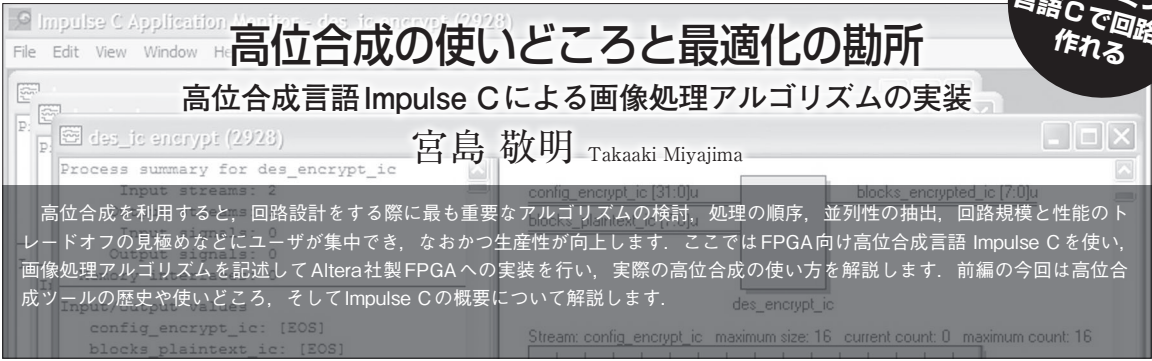 Impulse C Application Monitor - des_ic encrypt (2928)
言語Cで回路
作れる
File Edit View Window He
高位合成の使いどころと最適化の勘所
高位合成言語Impulse Cによる画像処理アルゴリズムの実装
des_ic encrypt (2928)
宮島 敬明 Takaaki Miyajima
Process summary for des_encrypt_ic
Input streams: 2
config_encrypt_ic [31:0]u
blocks_encrypted_ic [7:0]u
高位合成を利用すると，回路設計をする際に最も重要なアルゴリズムの検討，処理の順序，並列性の抽出，回路規模と性能のト
レードオフの見極めなどにユーザが集中でき，なおかつ生産性が向上します．ここではFPGA向け高位合成言語 Impulse Cを使い，
画像処理アルゴリズムを記述してAltera社製FPGAへの実装を行い，実際の高位合成の使い方を解説します．前編の今回は高位合
成ツールの歴史や使いどころ，そしてImpulse Cの概要について解説します．
des_encrypt_ic
Input/output values
config_encrypt_ic: [EOS]
blocks_plaintext_ic: [EOS]
Stream: config_encrypt_ic maximum size: 16 current count: 0 maximum count: 16